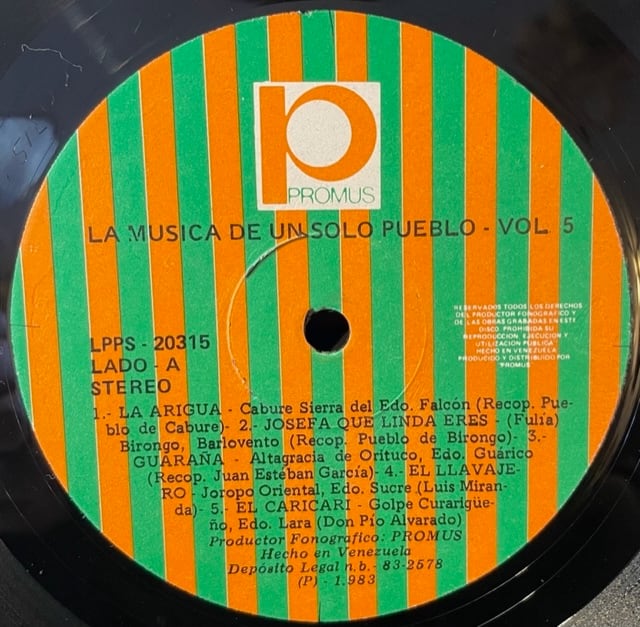 PROMUS
LA MUSICA DE UN SOLO PUEBLO - VOL 5
RESERVADOS TODOS LOS DERECHOS
DEL PRODUCTOR FONOGRAFICO Y
DE LAS OBRAS GRABADAS EN ESTE
DISCO. PROHIBIDA SU
REPRODUCCION, EJECUCION Y
UTILIZACION PUBLICA
HECHO EN VENEZUELA
PRODUCIDO Y DISTRIBUIDO POR
"PROMUS"
LPPS - 20315
LADO - A
STEREO
1.- LA ARIGUA - Cabure Sierra del Edo. Falcón (Recop. Pue-
blo de Cabure)- 2.- JOSEFA QUE LINDA ERES - (Fulía)
Birongo, Barlovento (Recop. Pueblo de Birongo)- 3.-
GUARAÑA - Altagracia de Orituco, Edo. Guárico
(Recop. Juan Esteban García)- 4.- EL LLAVAJE-
RO - Joropo Oriental, Edo. Sucre (Luis Miran-
da)- 5.- EL CARICARI - Golpe Curarigüe-
ño, Edo. Lara (Don Pío Alvarado)
Productor Fonografico: PROMUS
Hecho en Venezuela
Depósito Legal n.b.- 83-2578
(P) - 1.983